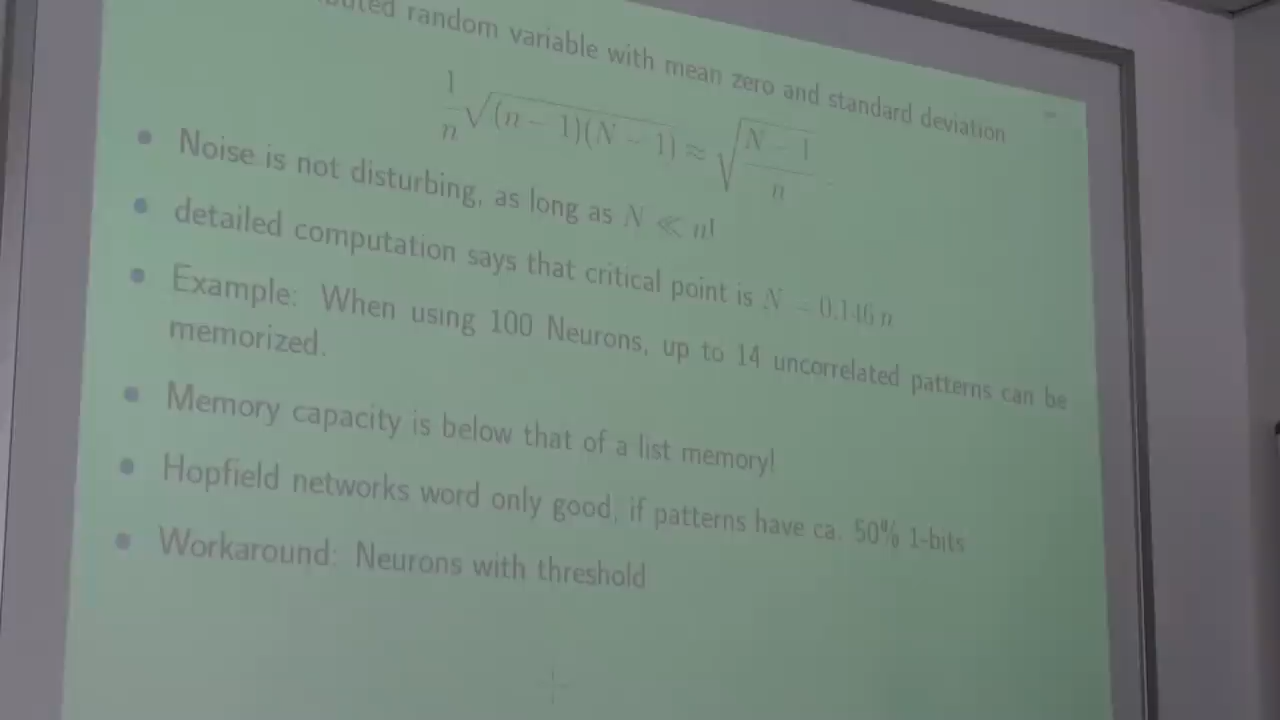 random variable with mean zero and standard deviation
1/n √(n − 1)(N − 1) ≈ √(N − 1)/n .
• Noise is not disturbing, as long as N ≪ n!
• detailed computation says that critical point is N = 0.146 n
• Example: When using 100 Neurons, up to 14 uncorrelated patterns can be
memorized.
• Memory capacity is below that of a list memory!
• Hopfield networks word only good, if patterns have ca. 50% 1-bits
• Workaround: Neurons with threshold